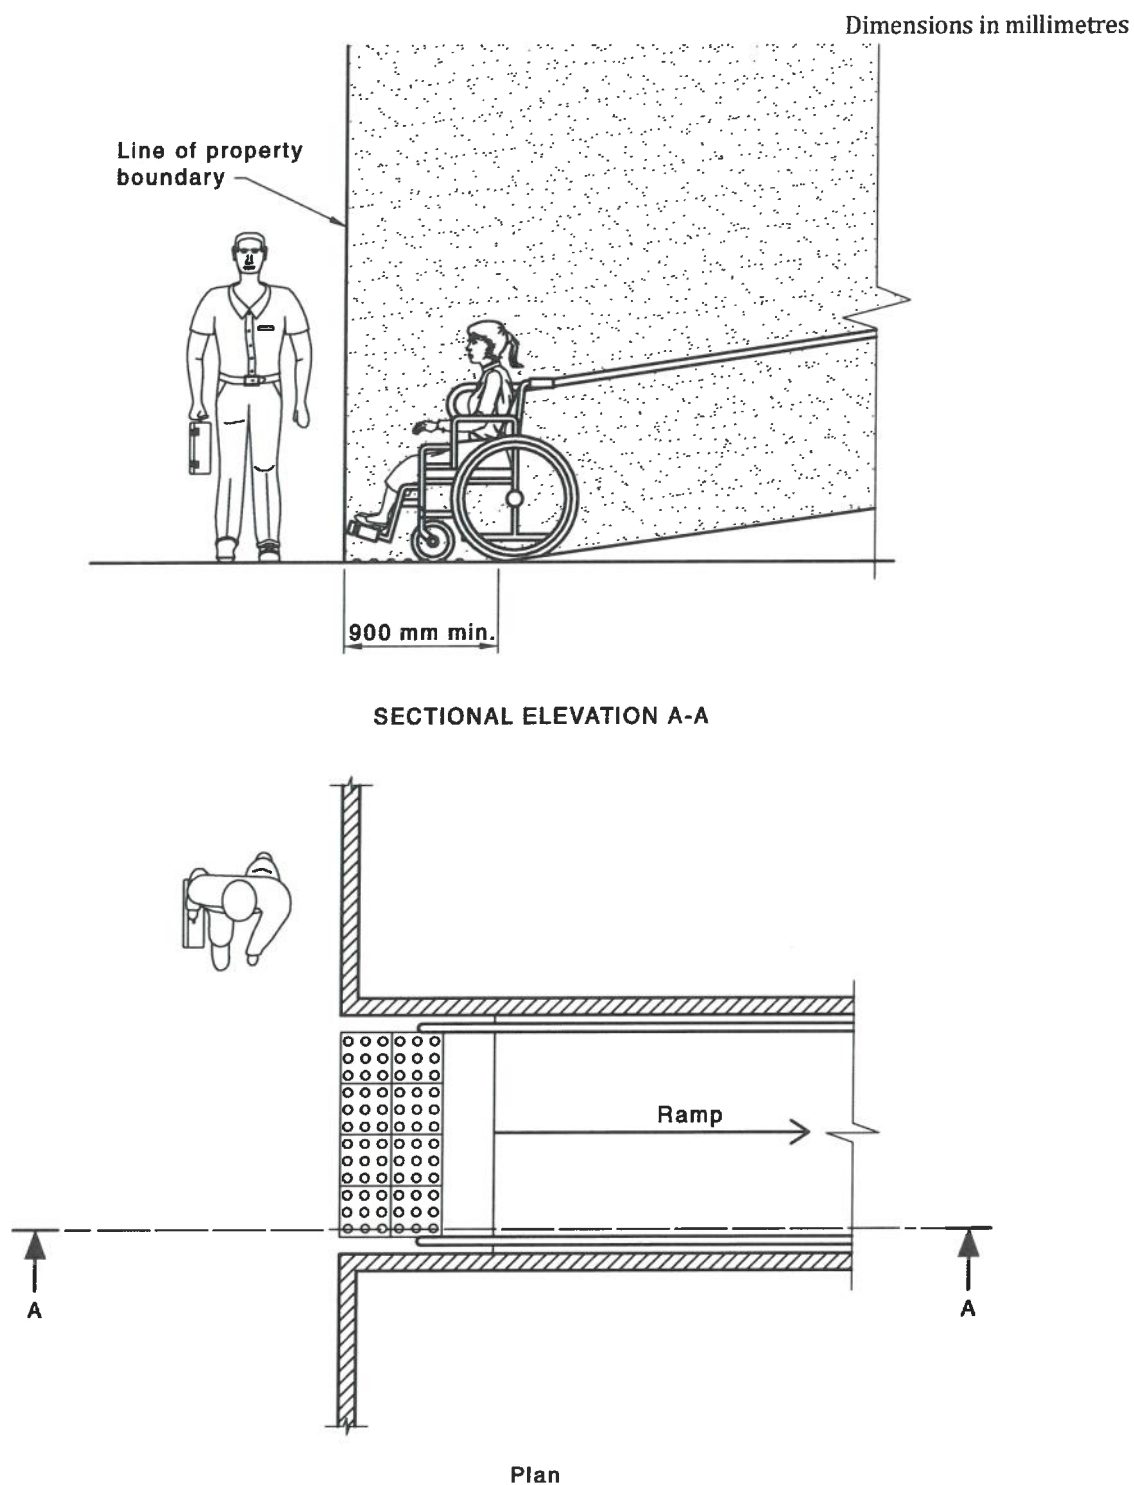 Dimensions in millimetres
Line of property
boundary
900 mm min.
SECTIONAL ELEVATION A-A
Ramp
A
A
Plan